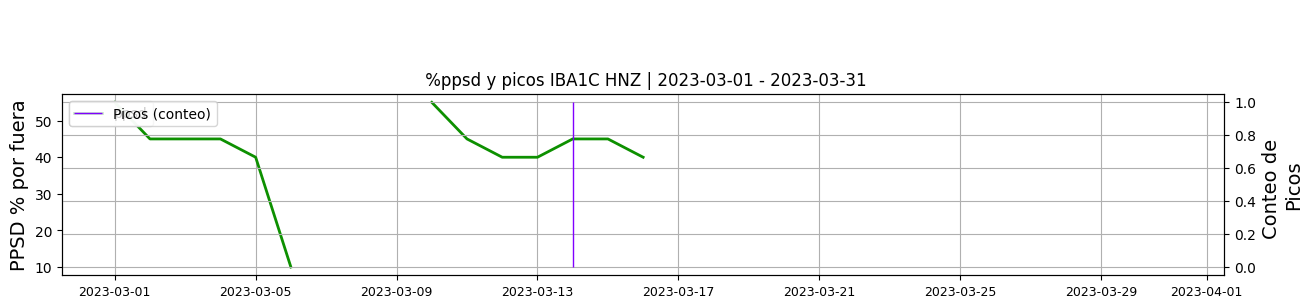 %ppsd y picos IBA1C HNZ | 2023-03-01 - 2023-03-31
Picos (conteo)
PPSD % por fuera
50
40
30
20
10
1.0
0.8
0.6
0.4
0.2
0.0
Conteo de
Picos
2023-03-01 2023-03-05 2023-03-09 2023-03-13 2023-03-17 2023-03-21 2023-03-25 2023-03-29 2023-04-01